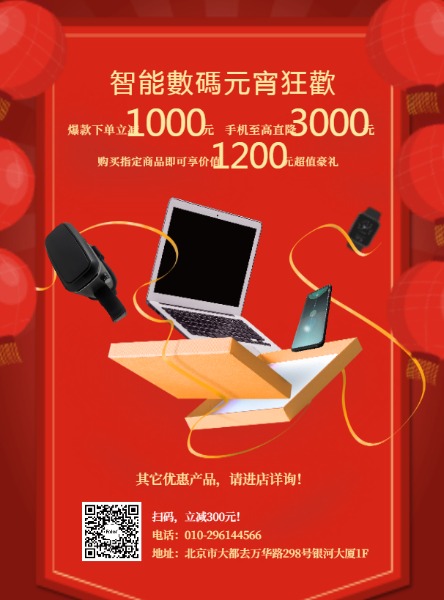 智能數碼元宵狂歡
爆款下单立减1000元 手机至高直降3000元
购买指定商品即可享价值1200元超值豪礼
其它优惠产品，请进店详询！
扫码，立减300元！
电话：010-296144566
地址：北京市大都去万华路298号银河大厦1F